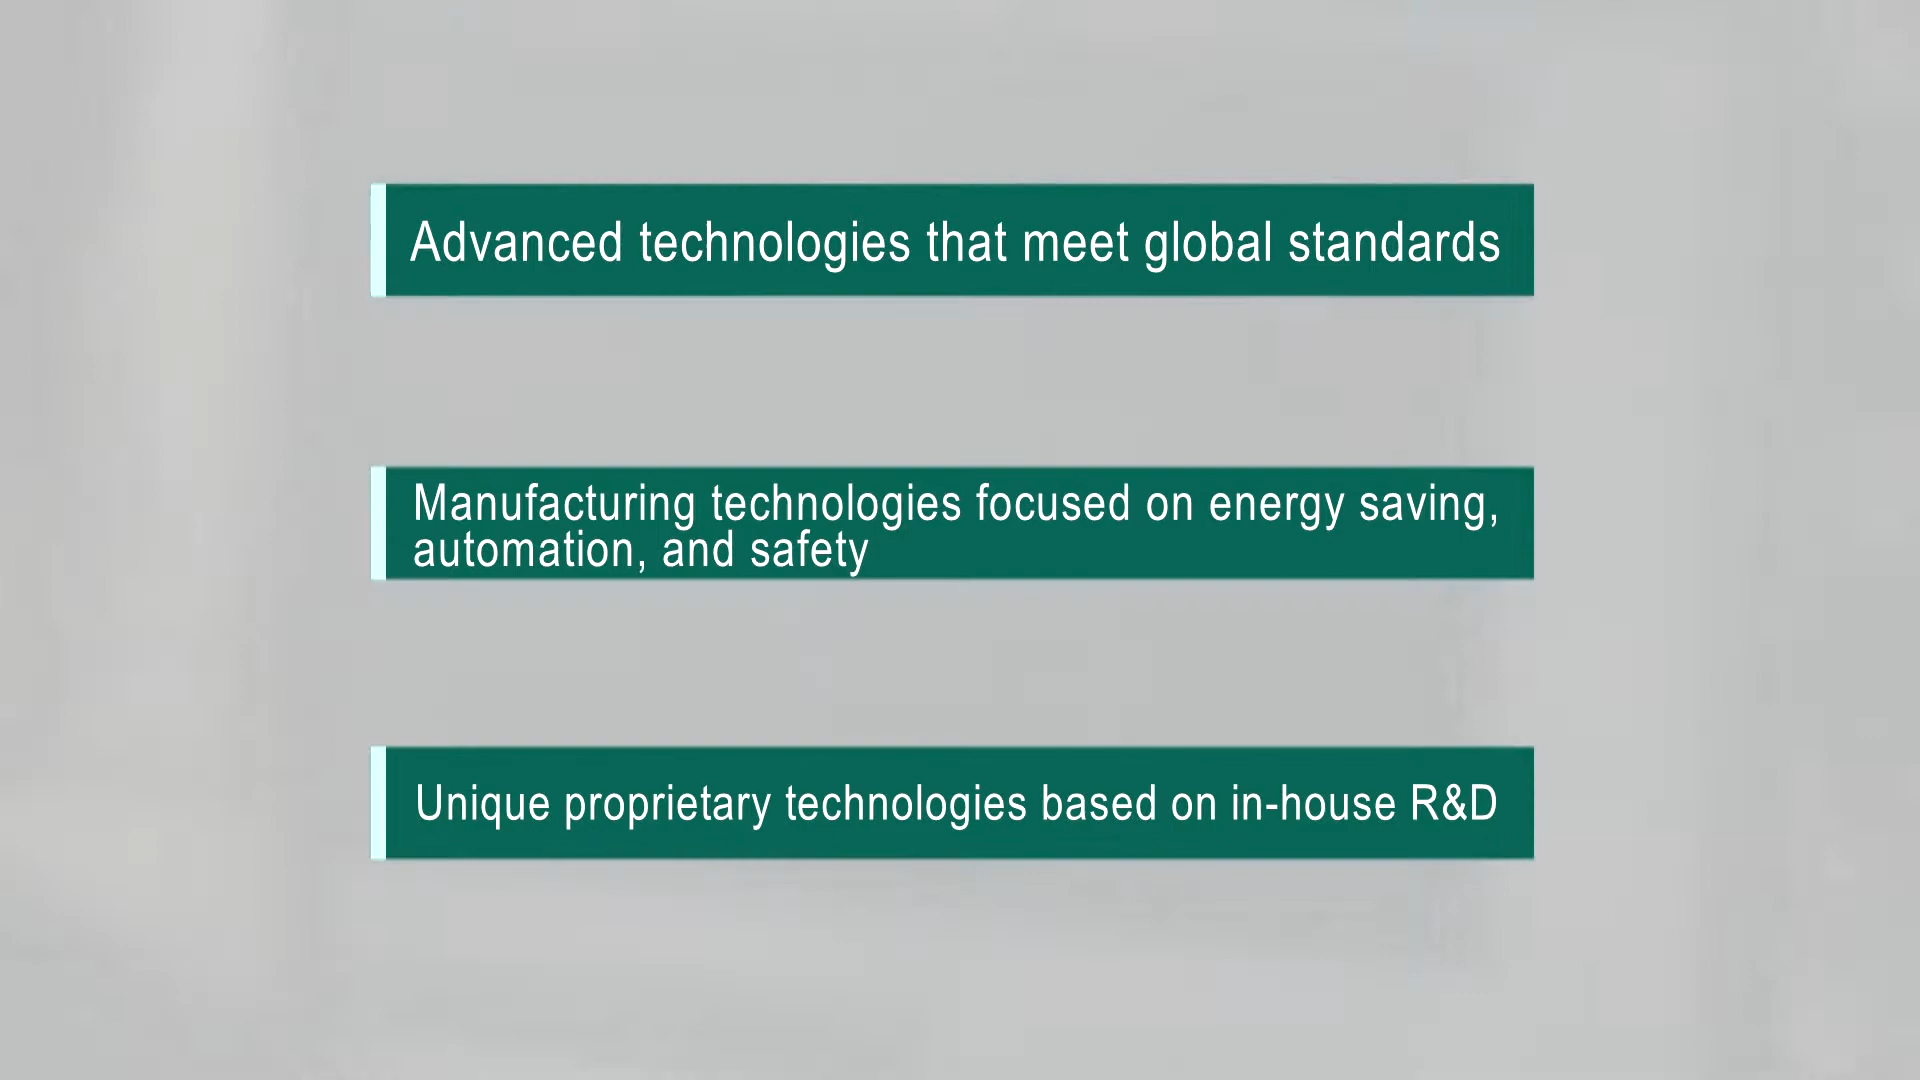 Advanced technologies that meet global standards
Manufacturing technologies focused on energy saving,
automation, and safety
Unique proprietary technologies based on in-house R&D